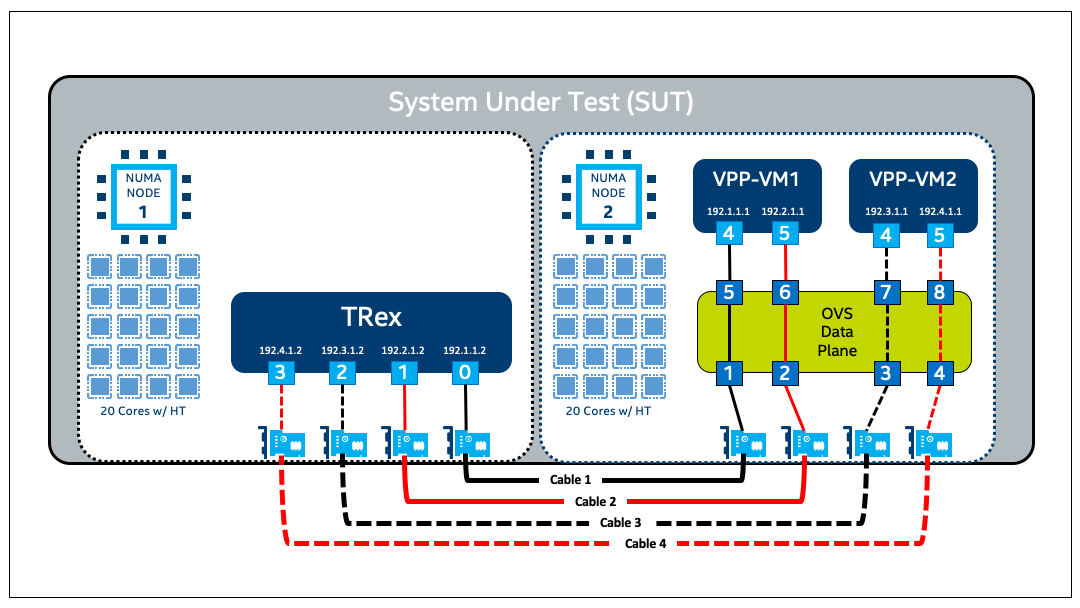 System Under Test (SUT)
NUMA
NODE
1
20 Cores w/ HT
TRex
192.4.1.2 192.3.1.2 192.2.1.2 192.1.1.2
3 2 1 0
NUMA
NODE
2
20 Cores w/ HT
VPP-VM1
192.1.1.1 192.2.1.1
4 5
VPP-VM2
192.3.1.1 192.4.1.1
4 5
5 6 7 8
OVS
Data
Plane
1 2 3 4
Cable 1
Cable 2
Cable 3
Cable 4